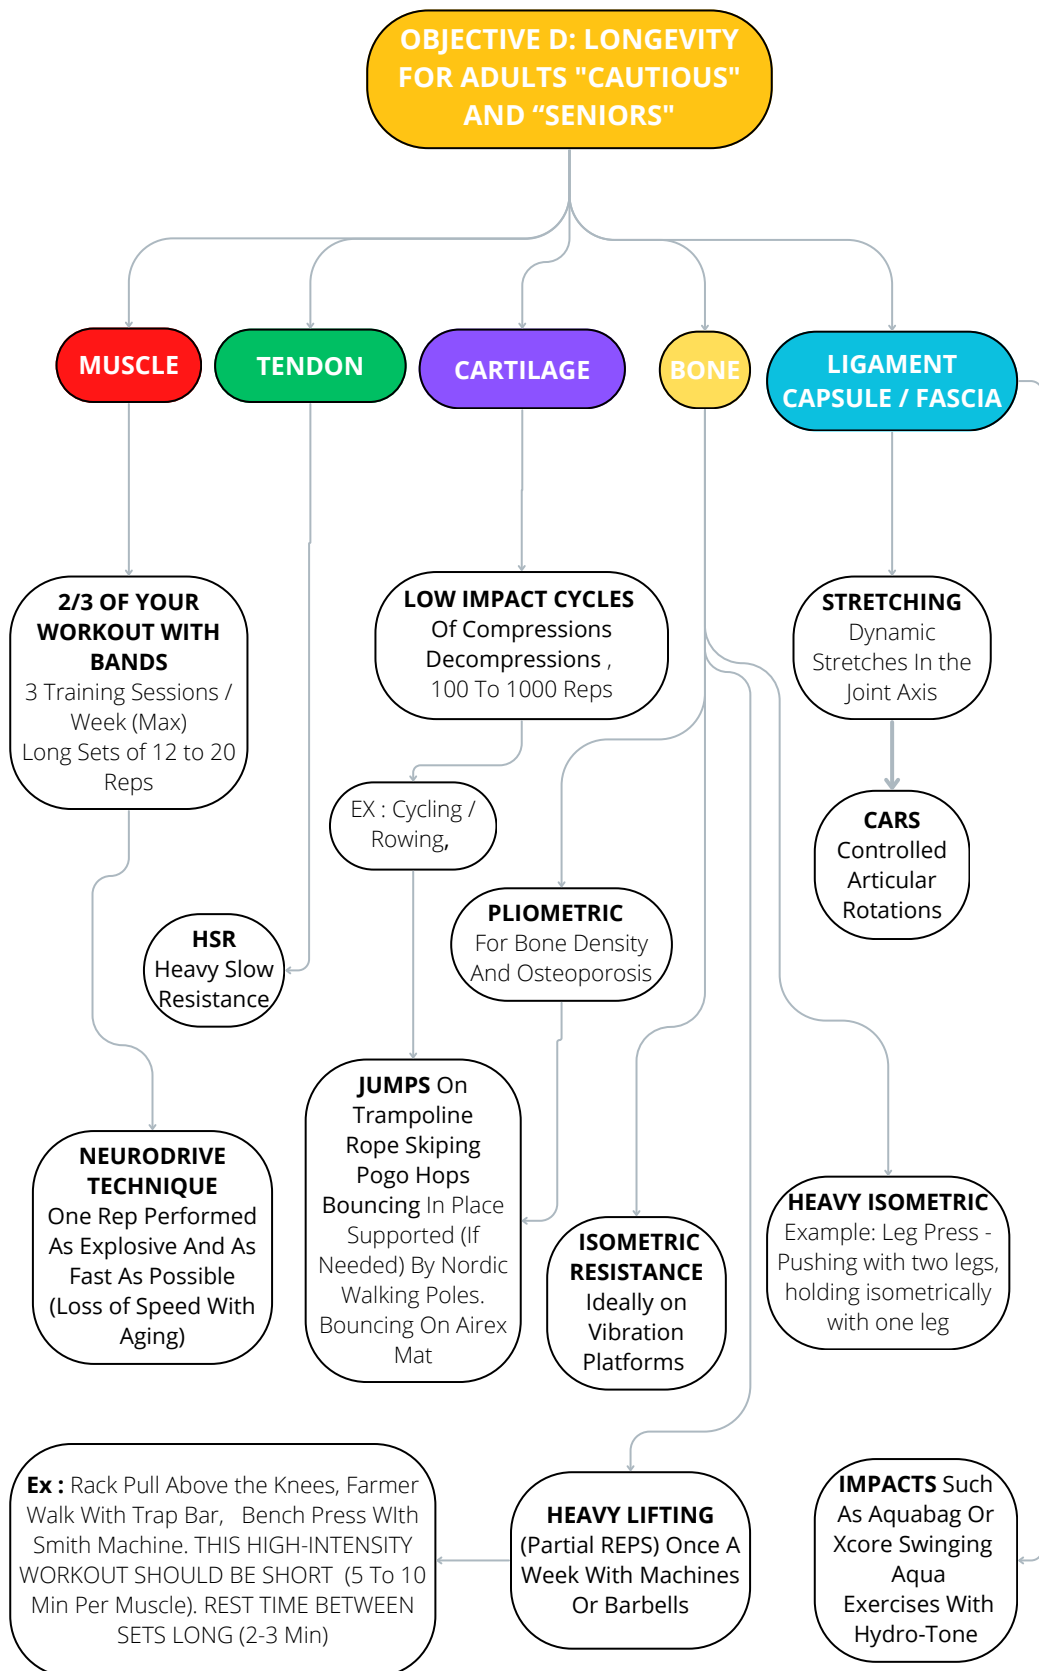 OBJECTIVE D: LONGEVITY
FOR ADULTS "CAUTIOUS"
AND “SENIORS"
MUSCLE
TENDON
CARTILAGE
BONE
LIGAMENT
CAPSULE / FASCIA
2/3 OF YOUR
WORKOUT WITH
BANDS
3 Training Sessions /
Week (Max)
Long Sets of 12 to 20
Reps
LOW IMPACT CYCLES
Of Compressions
Decompressions ,
100 To 1000 Reps
STRETCHING
Dynamic
Stretches In the
Joint Axis
EX : Cycling /
Rowing,
CARS
Controlled
Articular
Rotations
PLIOMETRIC
For Bone Density
And Osteoporosis
HSR
Heavy Slow
Resistance
JUMPS On
Trampoline
Rope Skiping
Pogo Hops
Bouncing In Place
Supported (If
Needed) By Nordic
Walking Poles.
Bouncing On Airex
Mat
NEURODRIVE
TECHNIQUE
One Rep Performed
As Explosive And As
Fast As Possible
(Loss of Speed With
Aging)
ISOMETRIC
RESISTANCE
Ideally on
Vibration
Platforms
HEAVY ISOMETRIC
Example: Leg Press -
Pushing with two legs,
holding isometrically
with one leg
Ex : Rack Pull Above the Knees, Farmer
Walk With Trap Bar, Bench Press WIth
Smith Machine. THIS HIGH-INTENSITY
WORKOUT SHOULD BE SHORT (5 To 10
Min Per Muscle). REST TIME BETWEEN
SETS LONG (2-3 Min)
HEAVY LIFTING
(Partial REPS) Once A
Week With Machines
Or Barbells
IMPACTS Such
As Aquabag Or
Xcore Swinging
Aqua
Exercises With
Hydro-Tone